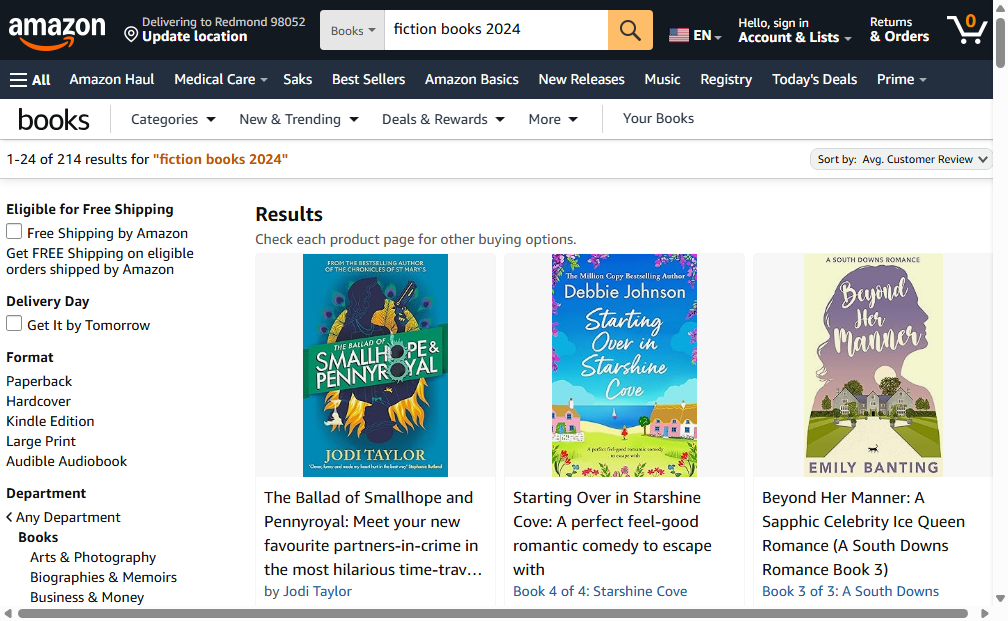 amazon
Delivering to Redmond 98052
Update location
Books
fiction books 2024
EN
Hello, sign in
Account & Lists
Returns
& Orders
0
All
Amazon Haul
Medical Care
Saks
Best Sellers
Amazon Basics
New Releases
Music
Registry
Today's Deals
Prime
books
Categories
New & Trending
Deals & Rewards
More
Your Books
1-24 of 214 results for "fiction books 2024"
Sort by: Avg. Customer Review
Eligible for Free Shipping
Free Shipping by Amazon
Get FREE Shipping on eligible
orders shipped by Amazon
Delivery Day
Get It by Tomorrow
Format
Paperback
Hardcover
Kindle Edition
Large Print
Audible Audiobook
Department
Any Department
Books
Arts & Photography
Biographies & Memoirs
Business & Money
Results
Check each product page for other buying options.
FROM THE BESTSELLING AUTHOR
OF THE CHRONICLES OF ST MARY'S
THE BALLAD OF
SMALLHOPE &
PENNYROYAL
JODI TAYLOR
The Ballad of Smallhope and
Pennyroyal: Meet your new
favourite partners-in-crime in
the most hilarious time-trav...
by Jodi Taylor
The Million Copy Bestselling Author
Debbie Johnson
Starting
Over in
Starshine
Cove
A perfect feel-good romantic comedy
to escape with
Starting Over in Starshine
Cove: A perfect feel-good
romantic comedy to escape
with
Book 4 of 4: Starshine Cove
A SOUTH DOWNS ROMANCE
Beyond
Her
Manner
EMILY BANTING
Beyond Her Manner: A
Sapphic Celebrity Ice Queen
Romance (A South Downs
Romance Book 3)
Book 3 of 3: A South Downs